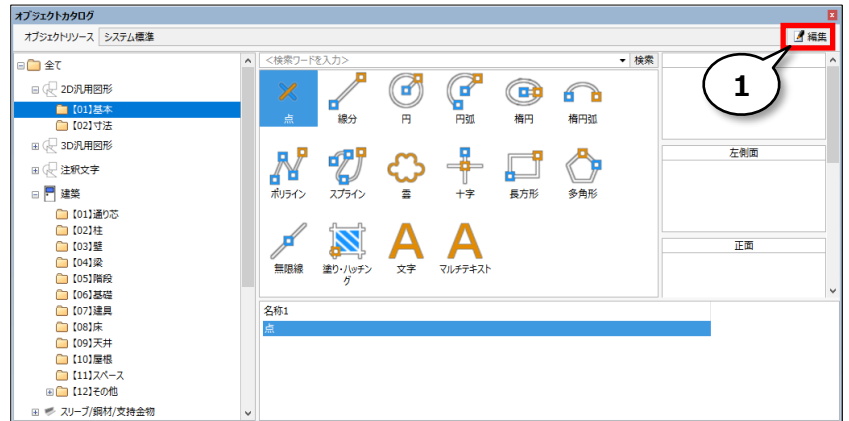 オブジェクトカタログ
オブジェクトリソース システム標準
編集
1
<検索ワードを入力>
検索
全て
2D汎用図形
【01】基本
【02】寸法
3D汎用図形
注釈文字
建築
【01】通り芯
【02】柱
【03】壁
【04】梁
【05】階段
【06】基礎
【07】建具
【08】床
【09】天井
【10】屋根
【11】スペース
【12】その他
スリーブ/鋼材/支持金物
点 線分 円 円弧 楕円 楕円弧
ポリライン スプライン 雲 十字 長方形 多角形
無限線 塗り・ハッチン
グ 文字 マルチテキスト
左側面
正面
名称1
点